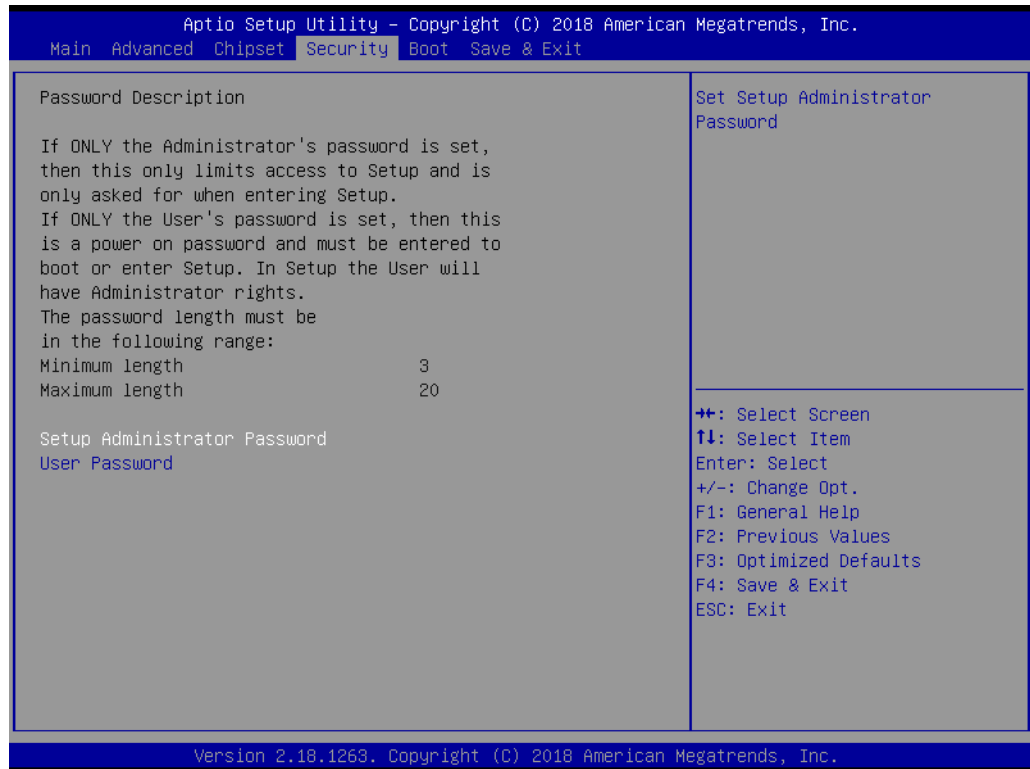 Aptio Setup Utility – Copyright (C) 2018 American Megatrends, Inc.
Main Advanced Chipset Security Boot Save & Exit
Password Description
If ONLY the Administrator's password is set,
then this only limits access to Setup and is
only asked for when entering Setup.
If ONLY the User's password is set, then this
is a power on password and must be entered to
boot or enter Setup. In Setup the User will
have Administrator rights.
The password length must be
in the following range:
Minimum length 3
Maximum length 20
Setup Administrator Password
User Password
Set Setup Administrator
Password
→←: Select Screen
↑↓: Select Item
Enter: Select
+/-: Change Opt.
F1: General Help
F2: Previous Values
F3: Optimized Defaults
F4: Save & Exit
ESC: Exit
Version 2.18.1263. Copyright (C) 2018 American Megatrends, Inc.